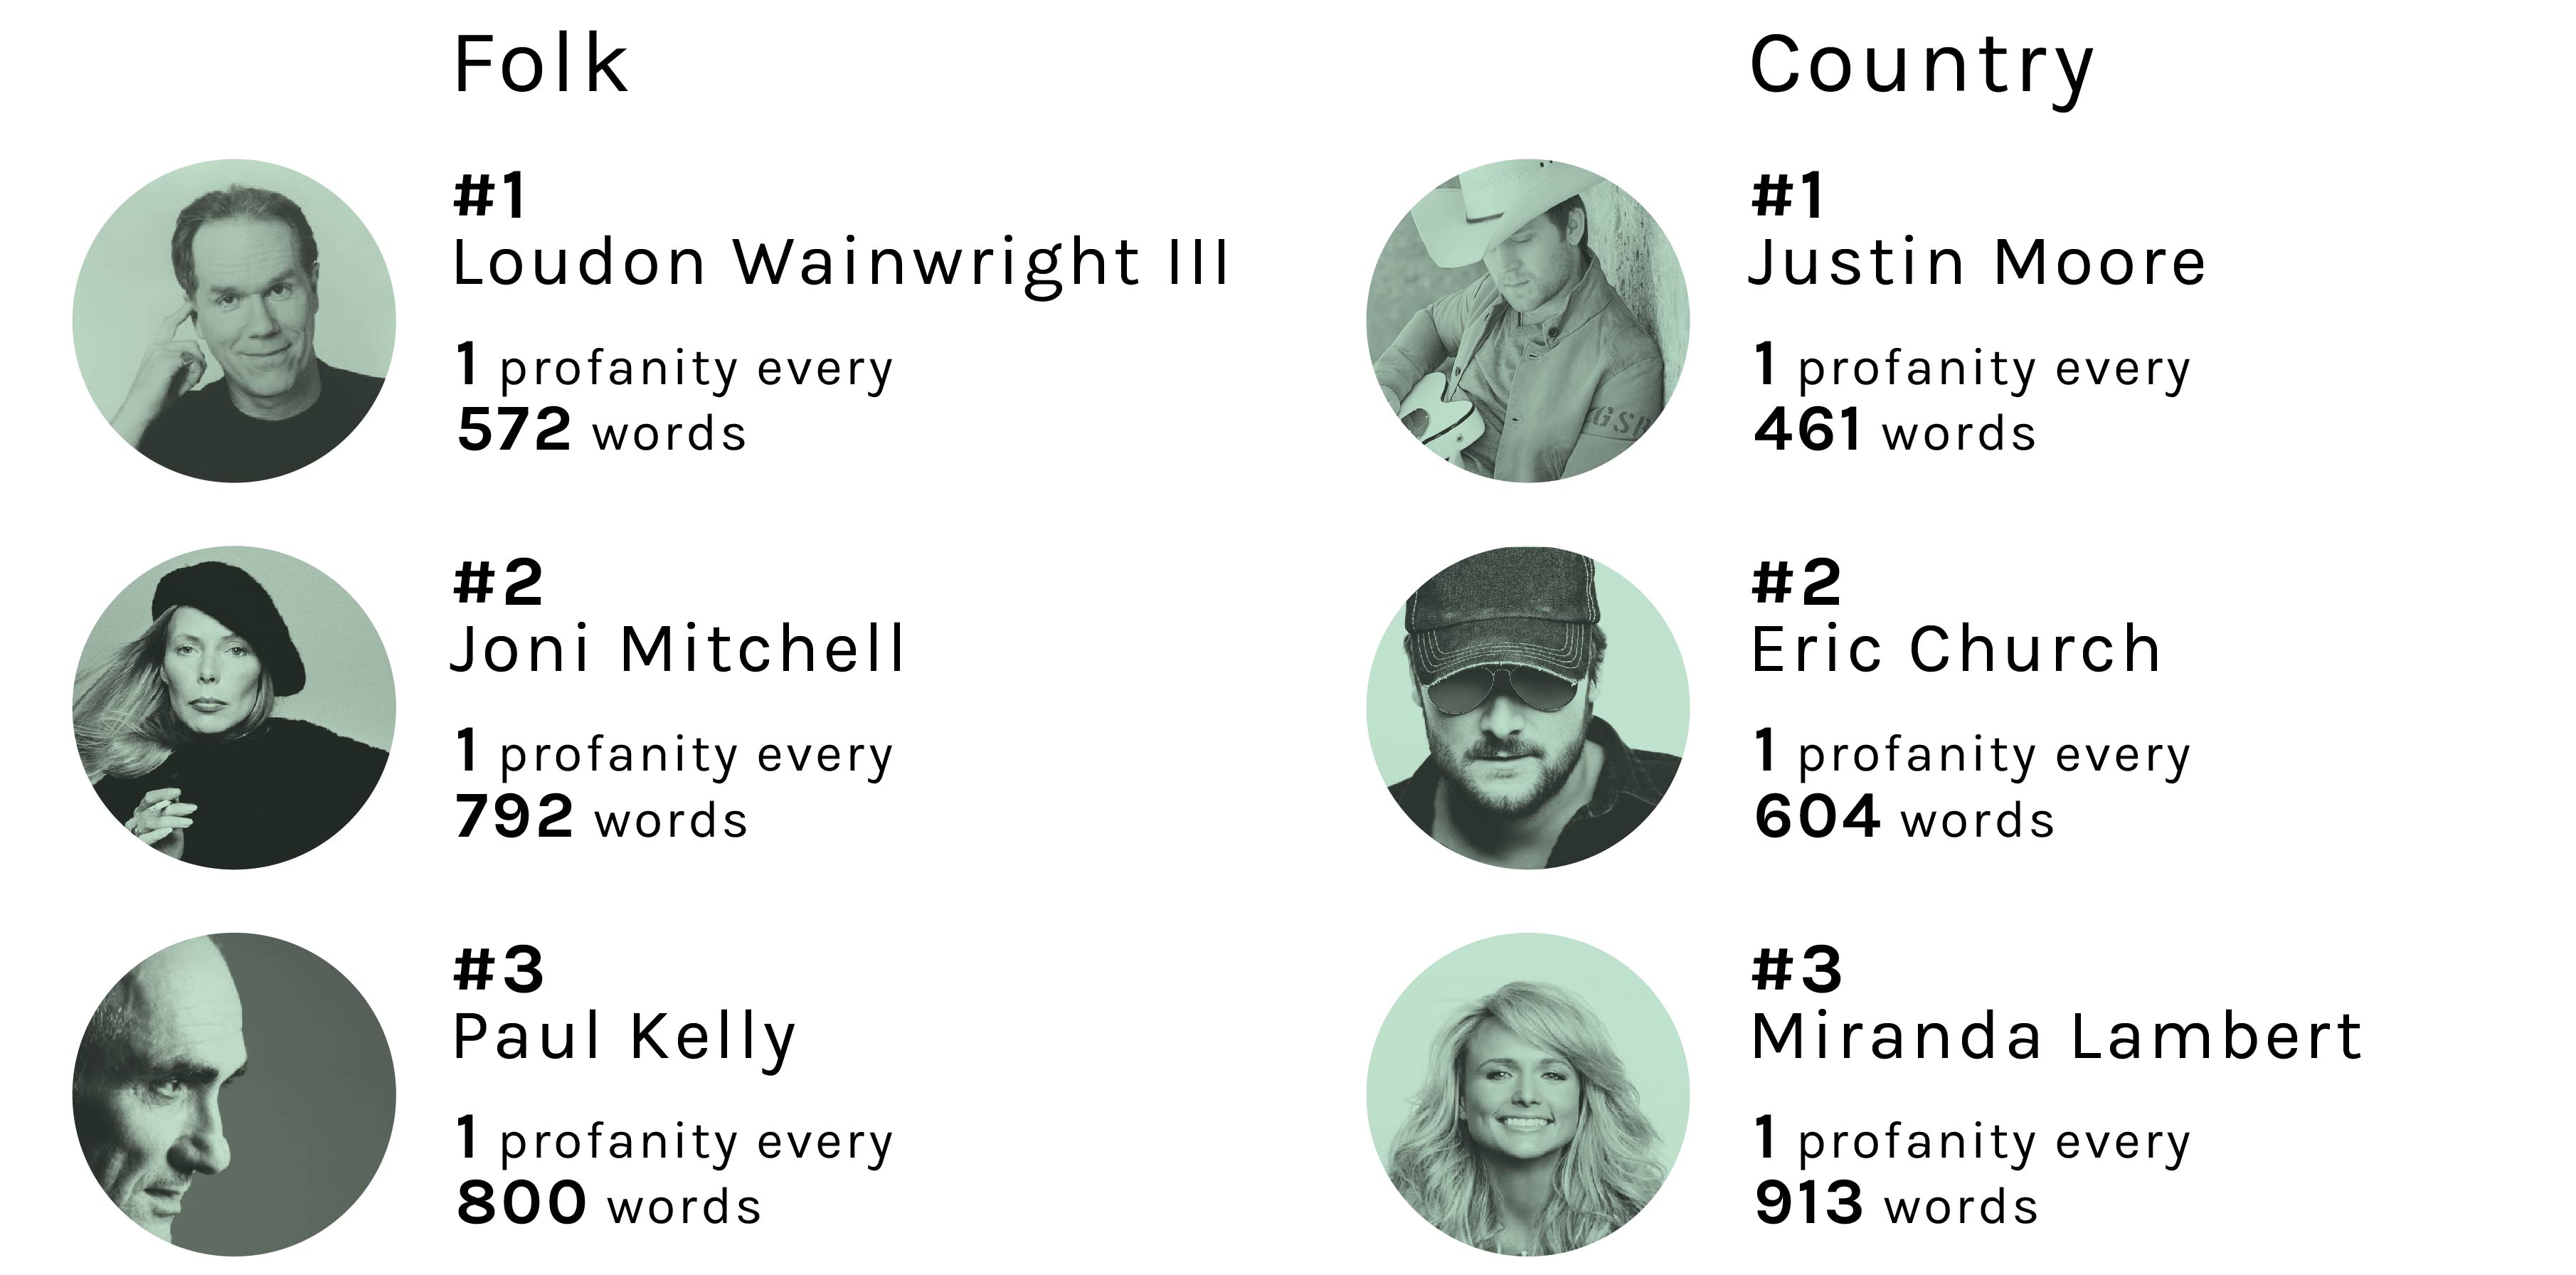 Folk
#1
Loudon Wainwright III
1 profanity every
572 words
#2
Joni Mitchell
1 profanity every
792 words
#3
Paul Kelly
1 profanity every
800 words
Country
#1
Justin Moore
1 profanity every
461 words
GSP
#2
Eric Church
1 profanity every
604 words
#3
Miranda Lambert
1 profanity every
913 words